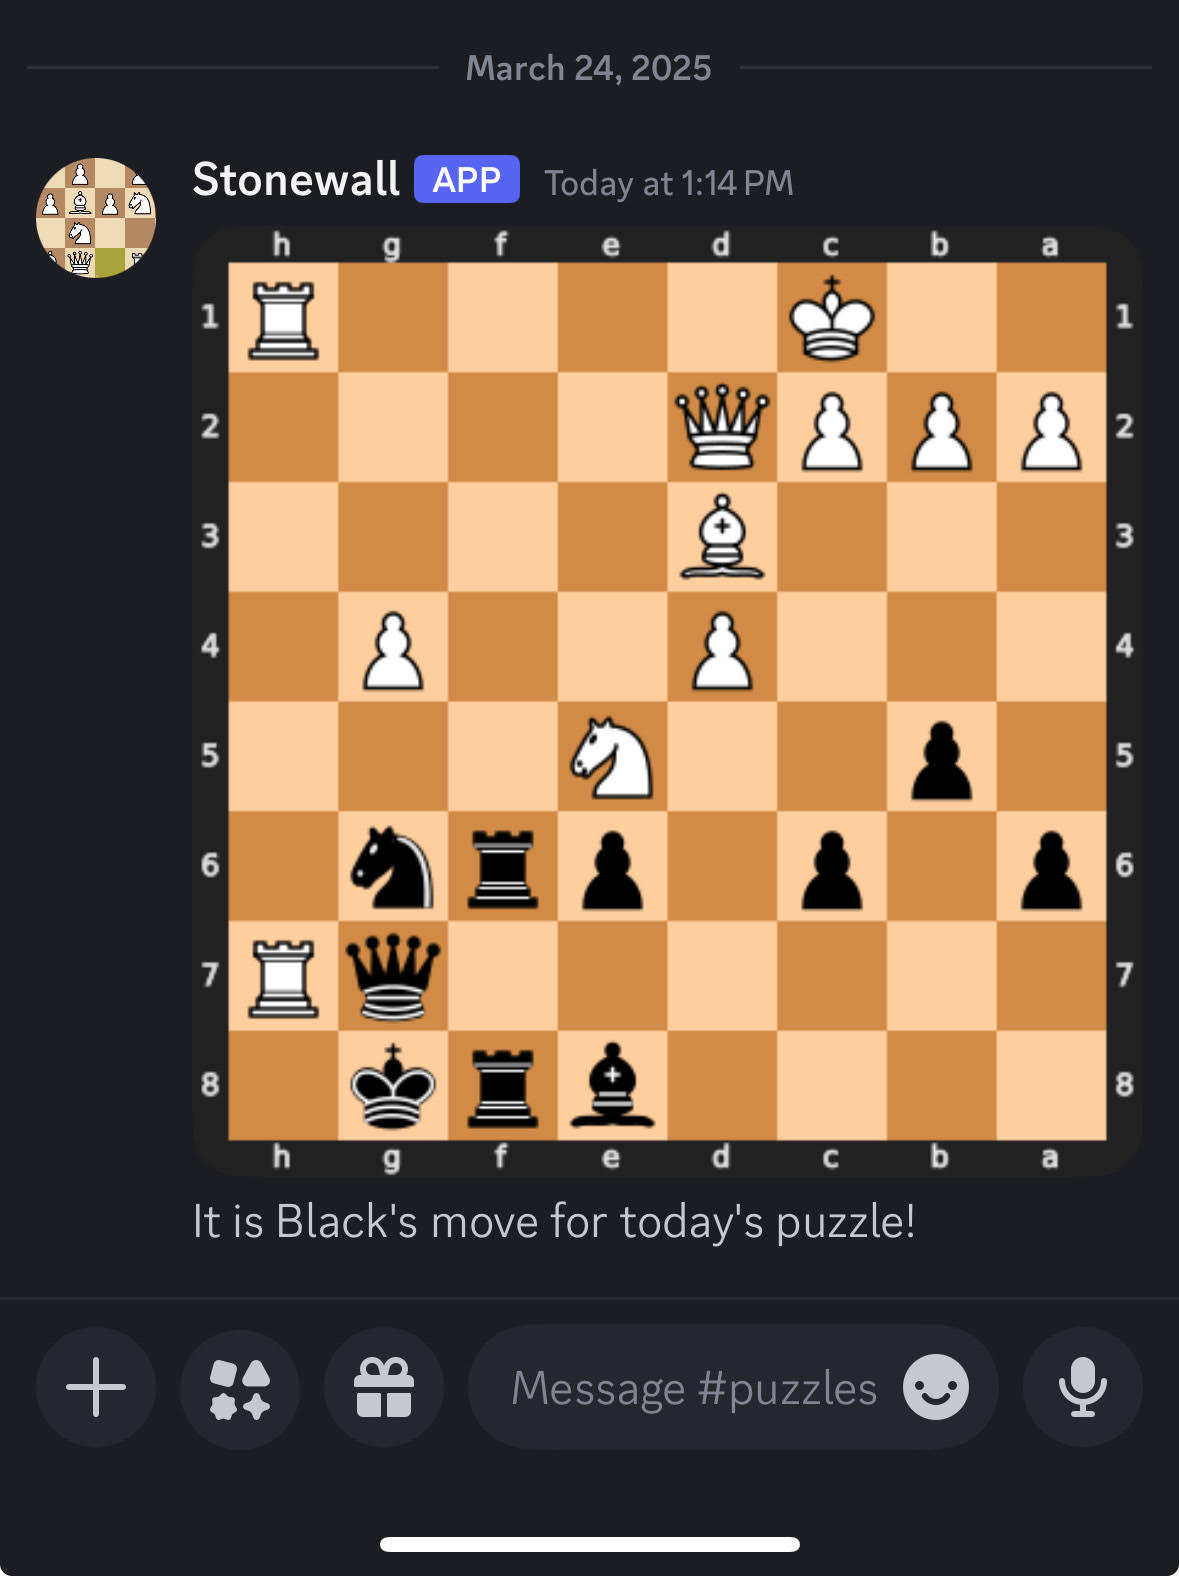 March 24, 2025
Stonewall APP Today at 1:14 PM
h g f e d c b a
1 1
2 2
3 3
4 4
5 5
6 6
7 7
8 8
h g f e d c b a
It is Black's move for today's puzzle!
Message #puzzles